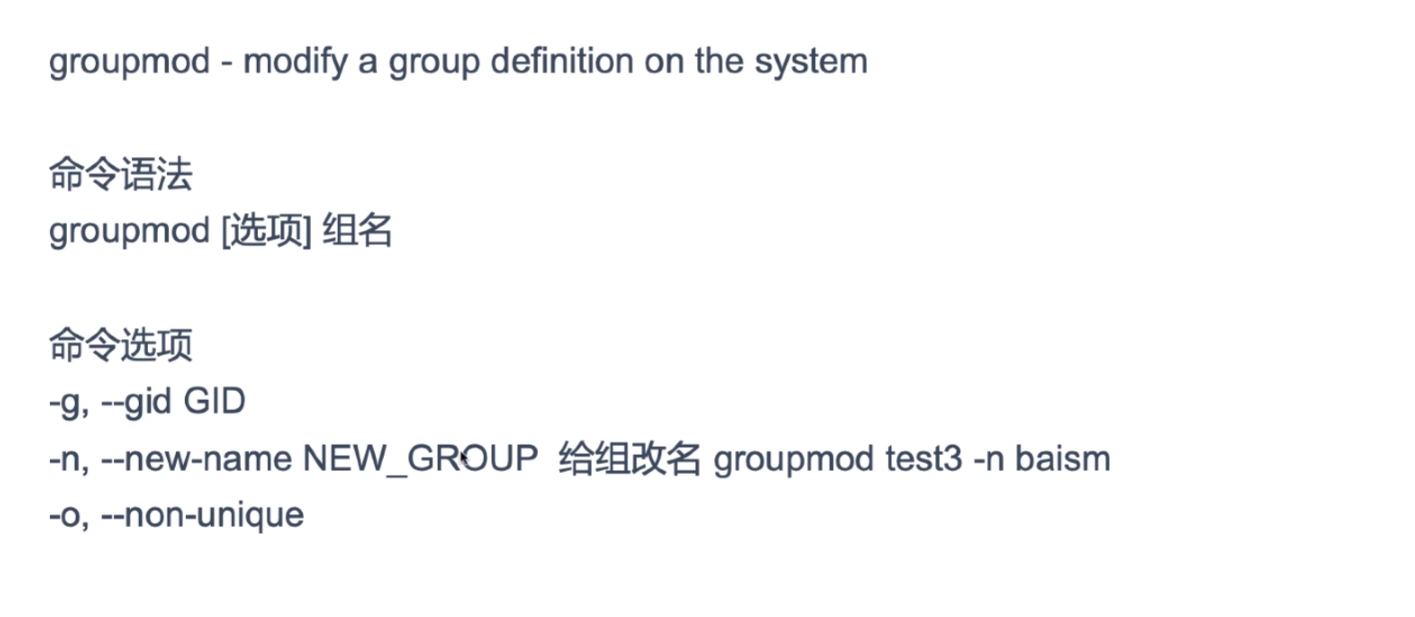 groupmod - modify a group definition on the system
命令语法
groupmod [选项] 组名
命令选项
-g, --gid GID
-n, --new-name NEW_GROUP  给组改名 groupmod test3 -n baism
-o, --non-unique